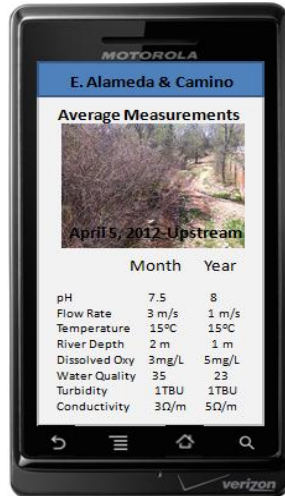 MOTOROLA
E. Alameda & Camino
Average Measurements
April 5, 2012-Upstream
Month Year
pH 7.5 8
Flow Rate 3 m/s 1 m/s
Temperature 15ºC 15ºC
River Depth 2 m 1 m
Dissolved Oxy 3mg/L 5mg/L
Water Quality 35 23
Turbidity 1TBU 1TBU
Conductivity 3Ω/m 5Ω/m
verizon